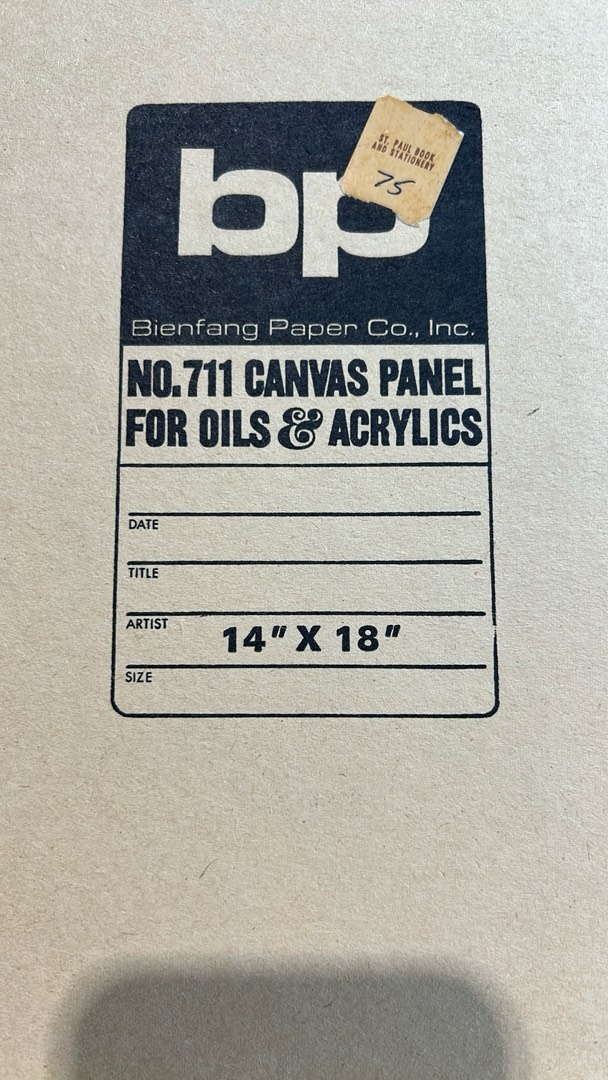 bp
ST. PAUL BOOK
AND STATIONERY
75
Bienfang Paper Co., Inc.
NO. 711 CANVAS PANEL
FOR OILS & ACRYLICS
DATE
TITLE
ARTIST
14" X 18"
SIZE